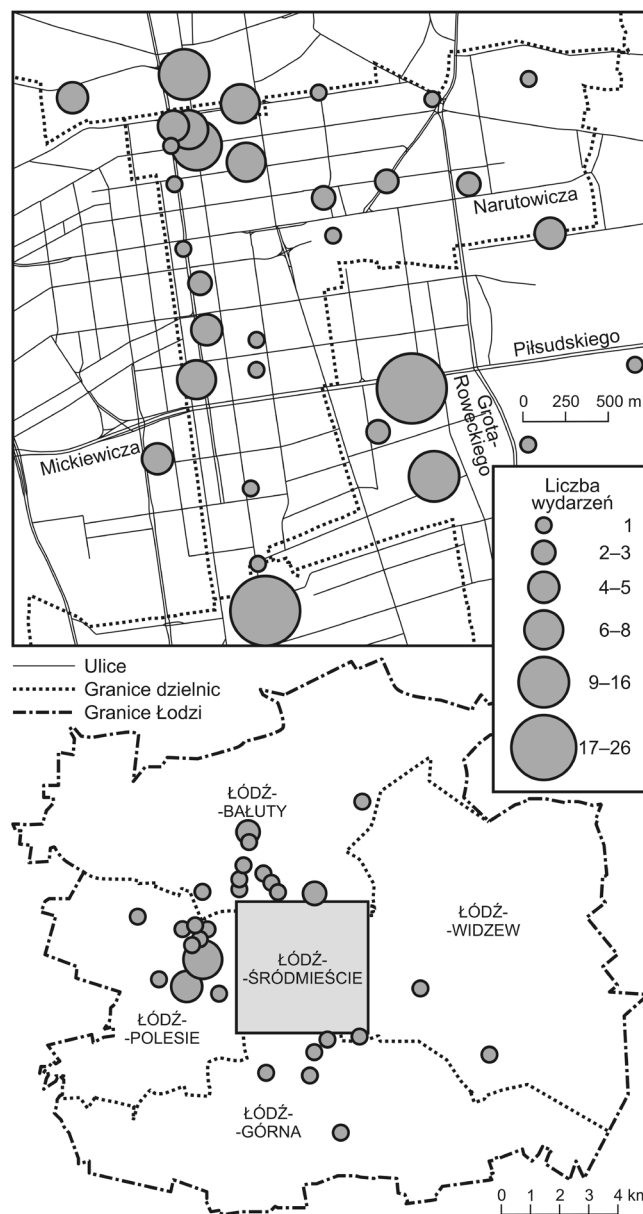 Narutowicza
Piłsudskiego
Grota-
Roweckiego
0 250 500 m
Mickiewicza
Liczba
wydarzeń
1
2–3
4–5
6–8
9–16
17–26
Ulice
Granice dzielnic
Granice Łodzi
ŁÓDŹ-
-BAŁUTY
ŁÓDŹ-
-WIDZEW
ŁÓDŹ-
-ŚRÓDMIEŚCIE
ŁÓDŹ-
-POLESIE
ŁÓDŹ-
-GÓRNA
0 1 2 3 4 km